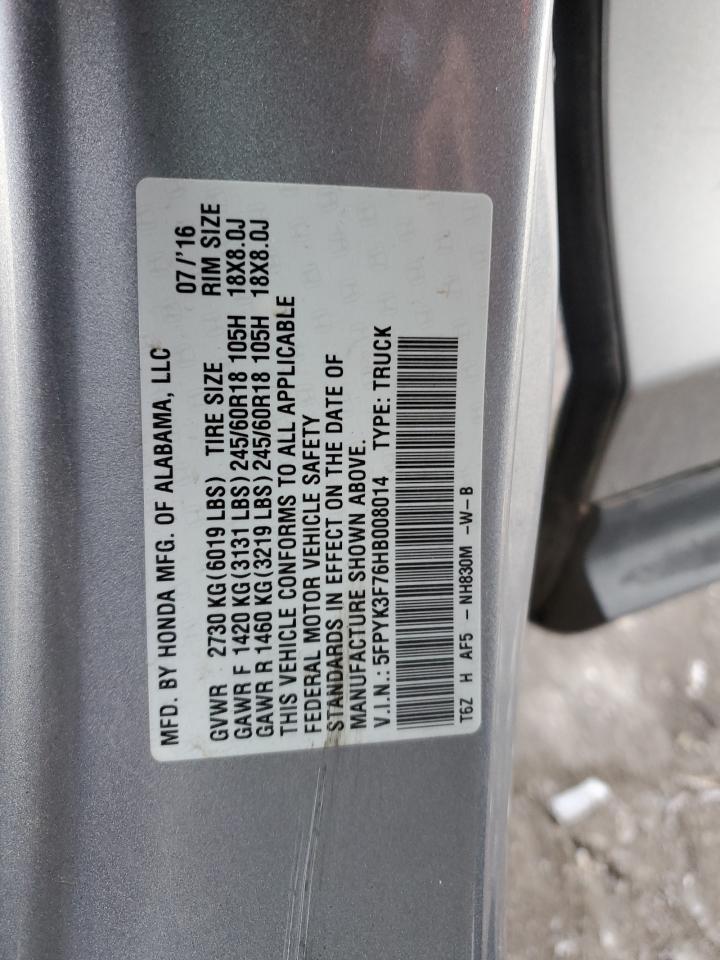 MFD. BY HONDA MFG. OF ALABAMA, LLC 07/'16
GVWR 2730 KG(6019 LBS) TIRE SIZE RIM SIZE
GAWR F 1420 KG(3131 LBS) 245/60R18 105H 18X8.0J
GAWR R 1460 KG(3219 LBS) 245/60R18 105H 18X8.0J
THIS VEHICLE CONFORMS TO ALL APPLICABLE
FEDERAL MOTOR VEHICLE SAFETY
STANDARDS IN EFFECT ON THE DATE OF
MANUFACTURE SHOWN ABOVE.
V.I.N.: 5FPYK3F76HB008014 TYPE: TRUCK
T6Z H AF5 - NH830M -W-B